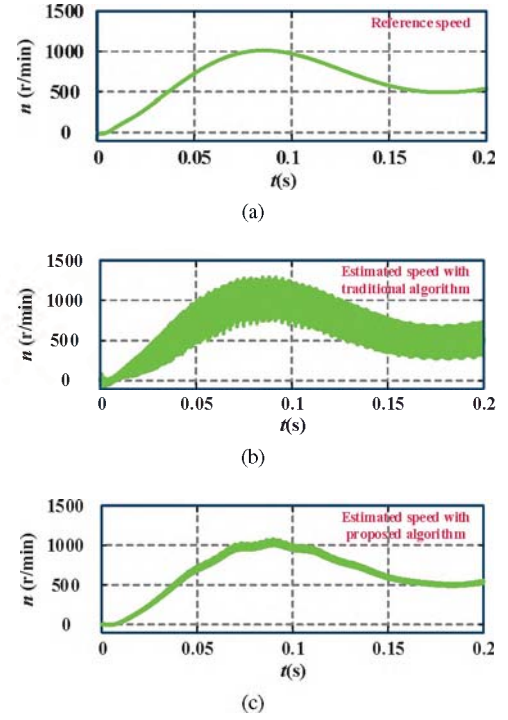 1500
Reference speed
1000
n (r/min)
500
0
0 0.05 0.1 0.15 0.2
t(s)
(a)
1500
Estimated speed with
traditional algorithm
1000
n (r/min)
500
0
0 0.05 0.1 0.15 0.2
t(s)
(b)
1500
Estimated speed with
proposed algorithm
1000
n (r/min)
500
0
0 0.05 0.1 0.15 0.2
t(s)
(c)